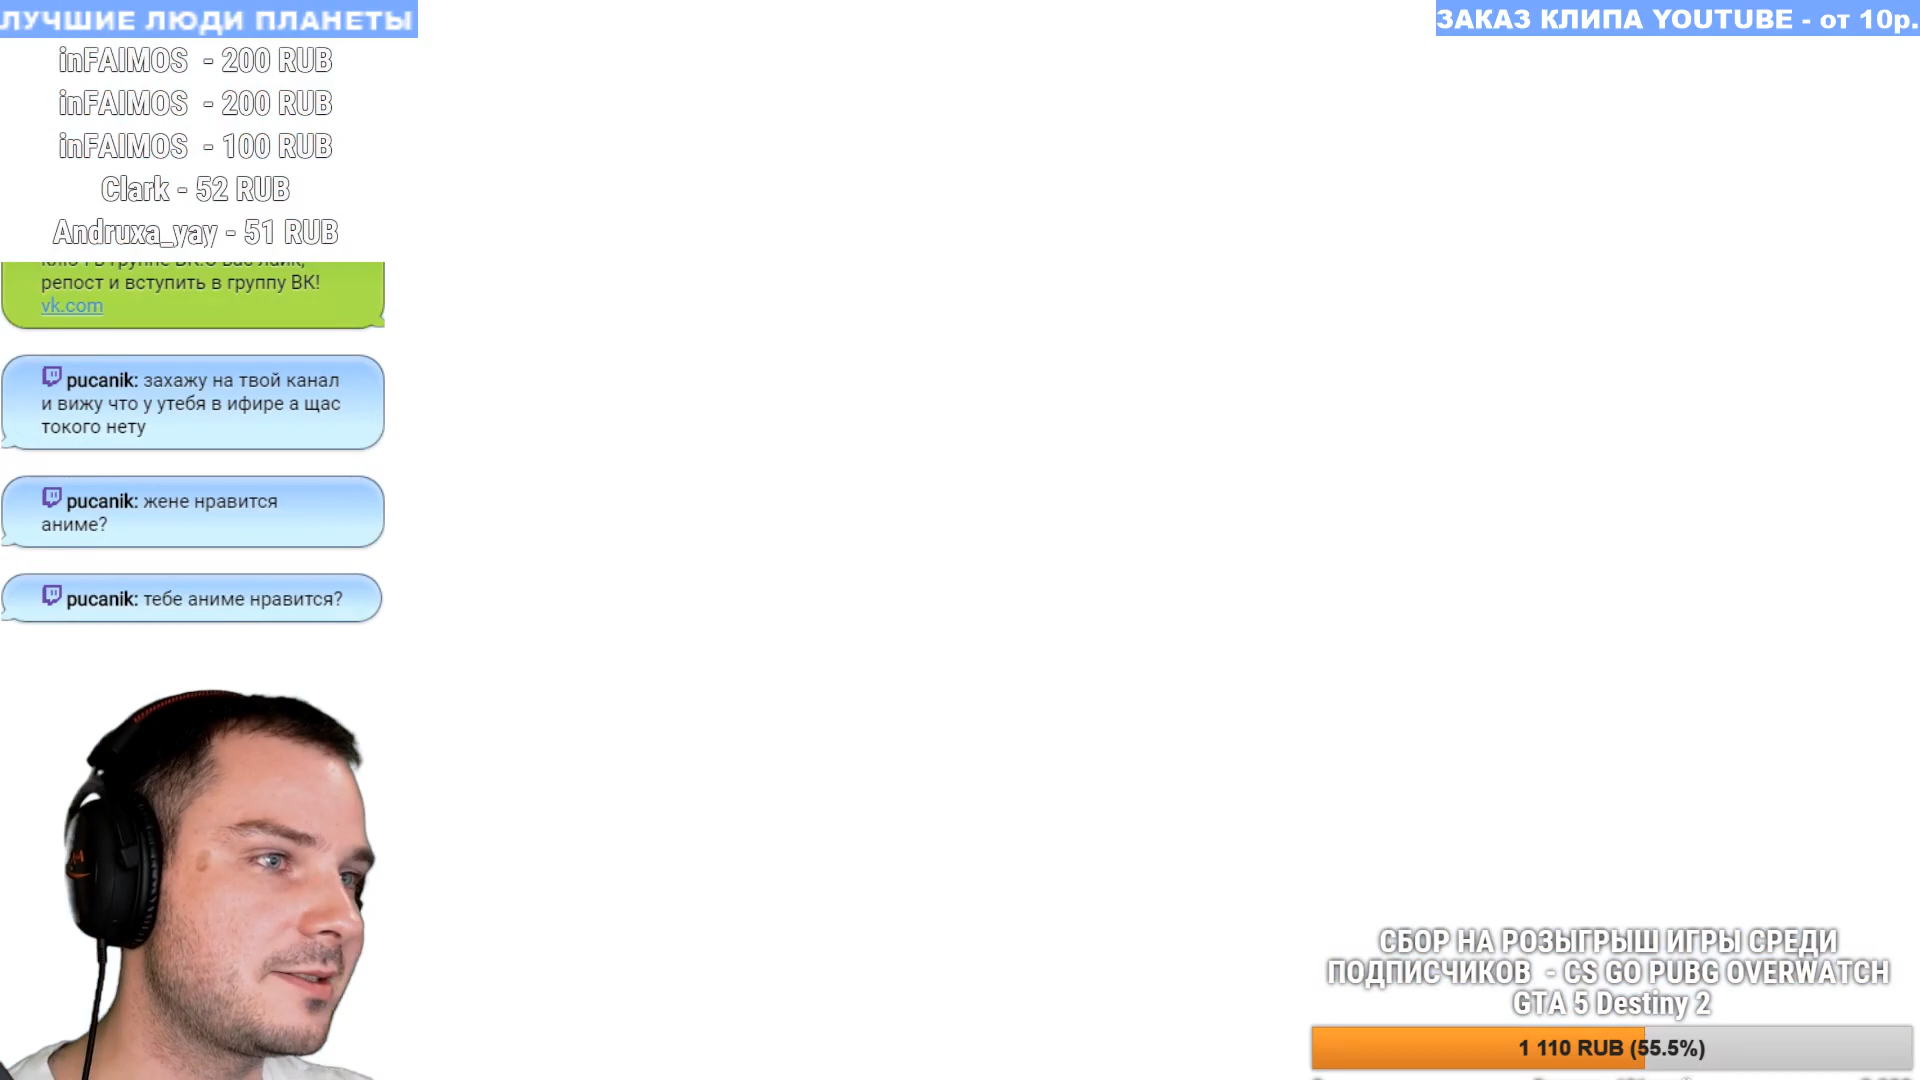 ЛУЧШИЕ ЛЮДИ ПЛАНЕТЫ
ЗАКАЗ КЛИПА YOUTUBE - от 10р.
inFAIMOS - 200 RUB
inFAIMOS - 200 RUB
inFAIMOS - 100 RUB
Clark - 52 RUB
Andruxa_yay - 51 RUB
репост и вступить в группу ВК!
vk.com
pucanik: захажу на твой канал
и вижу что у утебя в ифире а щас
токого нету
pucanik: жене нравится
аниме?
pucanik: тебе аниме нравится?
СБОР НА РОЗЫГРЫШ ИГРЫ СРЕДИ
ПОДПИСЧИКОВ - CS GO PUBG OVERWATCH
GTA 5 Destiny 2
1 110 RUB (55.5%)